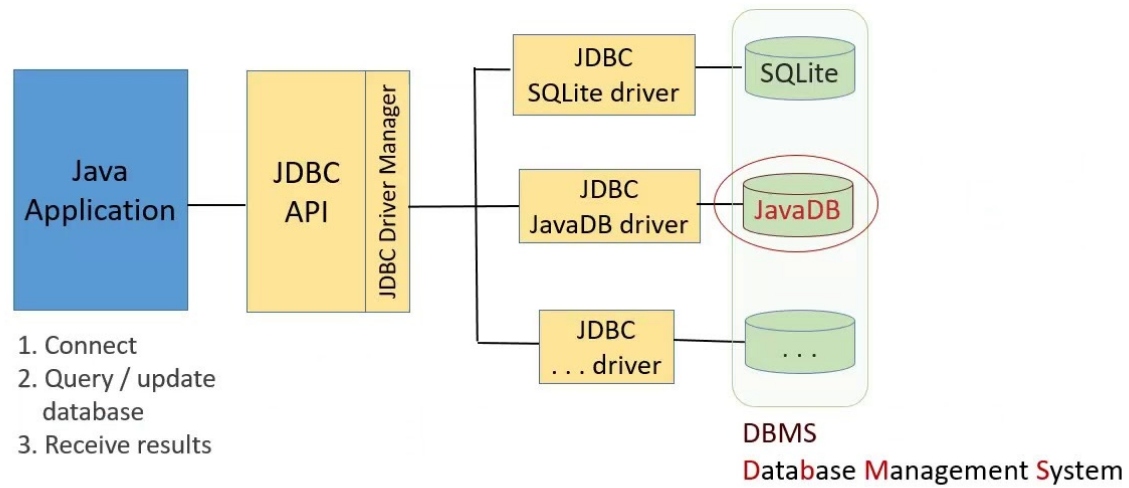 Java
Application
JDBC
API
JDBC Driver Manager
JDBC
SQLite driver
JDBC
JavaDB driver
JDBC
. . . driver
SQLite
JavaDB
. . .
1. Connect
2. Query / update
database
3. Receive results
DBMS
Database Management System